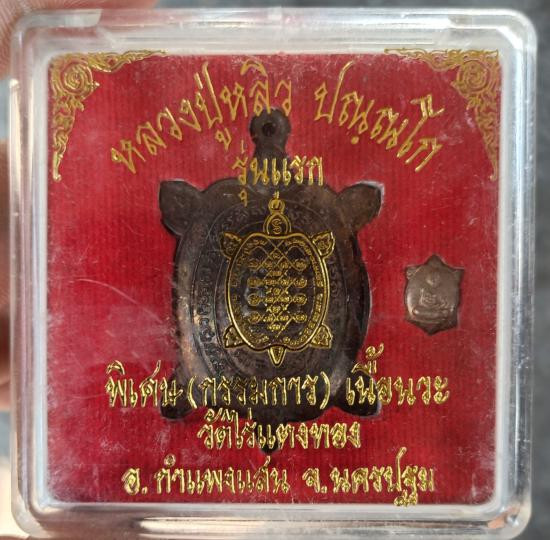 หลวงปู่หลิว ปณฺณโก
รุ่นแรก
พิเศษ(กรรมการ) เนื้อนวะ
วัดไร่แตงทอง
อ.กำแพงแสน จ.นครปฐม